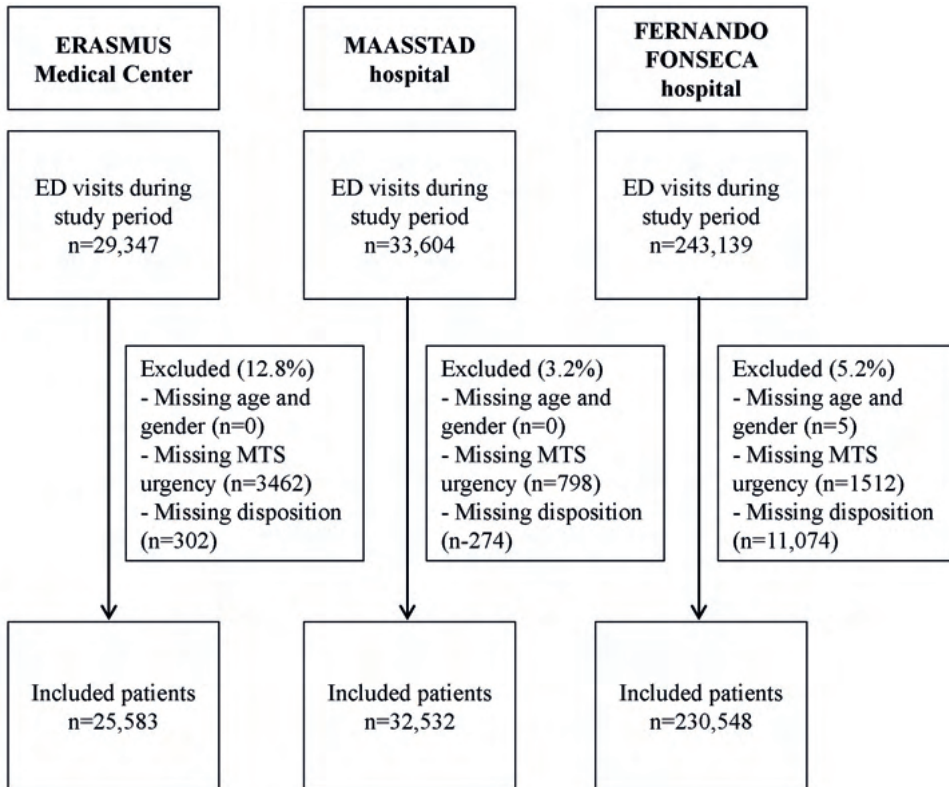 ERASMUS
Medical Center
MAASSTAD
hospital
FERNANDO
FONSECA
hospital
ED visits during
study period
n=29,347
ED visits during
study period
n=33,604
ED visits during
study period
n=243,139
Excluded (12.8%)
- Missing age and
gender (n=0)
- Missing MTS
urgency (n=3462)
- Missing disposition
(n=302)
Excluded (3.2%)
- Missing age and
gender (n=0)
- Missing MTS
urgency (n=798)
- Missing disposition
(n-274)
Excluded (5.2%)
- Missing age and
gender (n=5)
- Missing MTS
urgency (n=1512)
- Missing disposition
(n=11,074)
Included patients
n=25,583
Included patients
n=32,532
Included patients
n=230,548